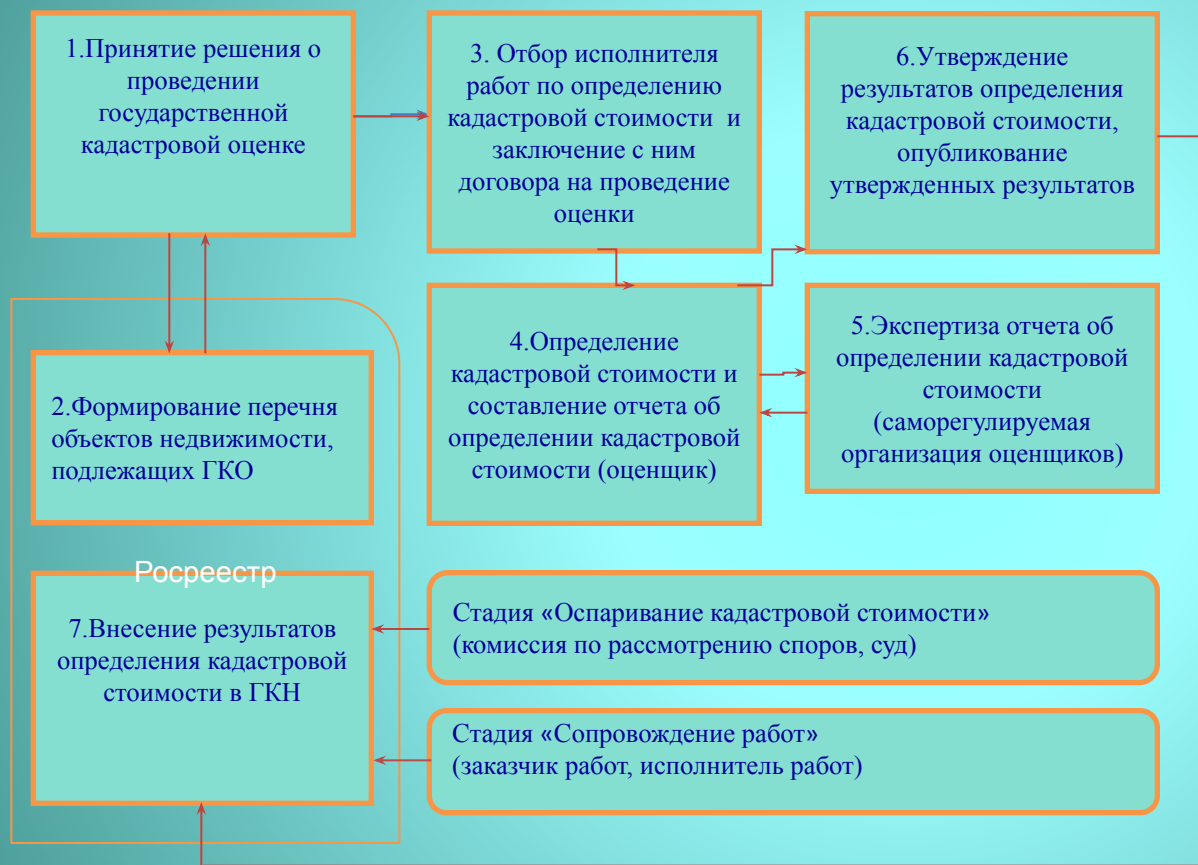 1.Принятие решения о
проведении
государственной
кадастровой оценке
3. Отбор исполнителя
работ по определению
кадастровой стоимости и
заключение с ним
договора на проведение
оценки
6.Утверждение
результатов определения
кадастровой стоимости,
опубликование
утвержденных результатов
2.Формирование перечня
объектов недвижимости,
подлежащих ГКО
4.Определение
кадастровой стоимости и
составление отчета об
определении кадастровой
стоимости (оценщик)
5.Экспертиза отчета об
определении кадастровой
стоимости
(саморегулируемая
организация оценщиков)
Росреестр
7.Внесение результатов
определения кадастровой
стоимости в ГКН
Стадия «Оспаривание кадастровой стоимости»
(комиссия по рассмотрению споров, суд)
Стадия «Сопровождение работ»
(заказчик работ, исполнитель работ)